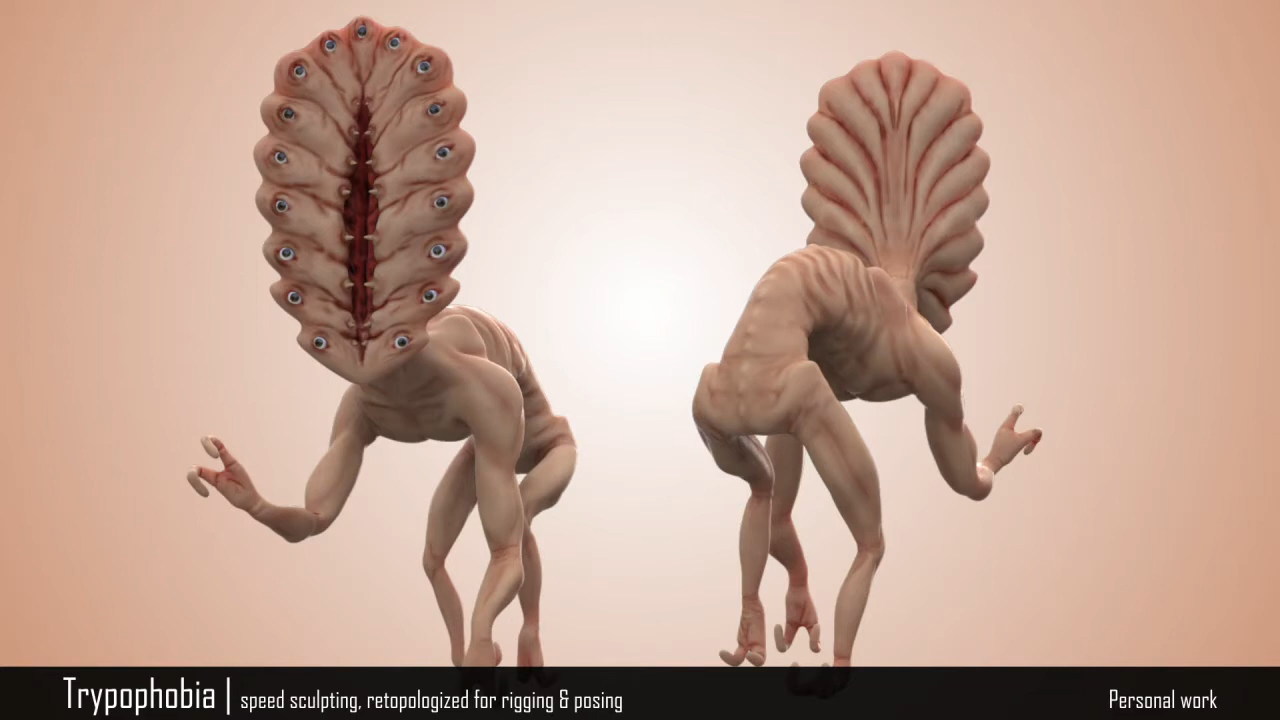 Trypophobia | speed sculpting, retopologized for rigging & posing
Personal work